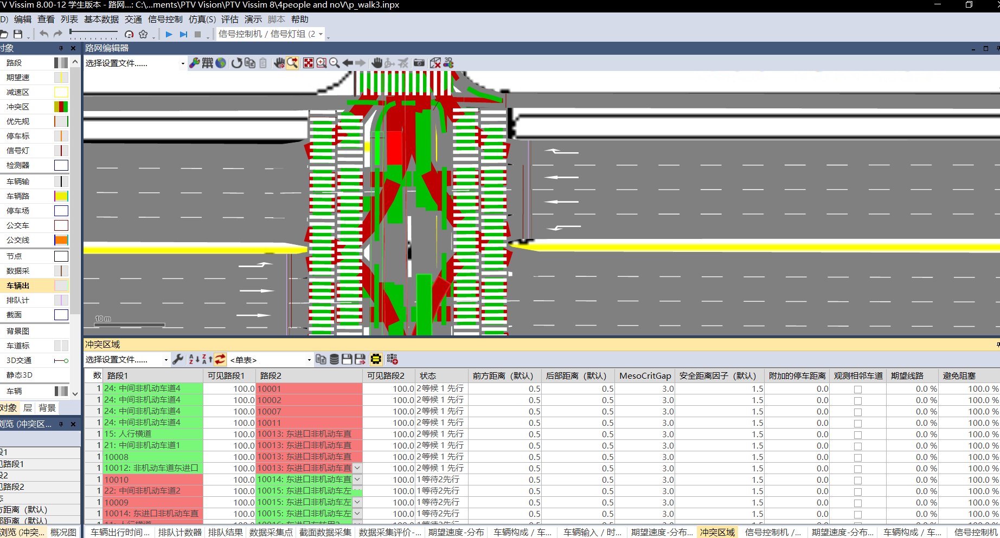 TV Vissim 8.00-12 学生版本 - 路网...: C:\...ments\PTV Vision\PTV Vissim 8\4people and noV\p_walk3.inpx
D) 编辑 查看 列表 基本数据 交通 信号控制 仿真(S) 评估 演示 脚本 帮助
信号控制机 / 信号灯组 (2
对象
路网编辑器
选择设置文件......
3D
路段
期望速
减速区
冲突区
优先规
停车标
信号灯
检测器
车辆输
车辆路
停车场
公交车
公交线
节点
数据采
车辆出
排队计
截面
背景图
车道标
3D交通
静态3D
车辆
对象 层 背景
10 m
冲突区域
选择设置文件...... <单表>
数 路段1 可见路段1 路段2 可见路段2 状态 前方距离（默认） 后部距离（默认） MesoCritGap 安全距离因子（默认） 附加的停车距离 观测相邻车道 期望线路 避免阻塞
1 24: 中间非机动车道4 100.0 10001 100.0 2等候 1 先行 0.5 0.5 3.0 1.5 0.0 0.0 % 100.0 %
1 24: 中间非机动车道4 100.0 10002 100.0 2等候 1 先行 0.5 0.5 3.0 1.5 0.0 0.0 % 100.0 %
1 24: 中间非机动车道4 100.0 10007 100.0 2等候 1 先行 0.5 0.5 3.0 1.5 0.0 0.0 % 100.0 %
1 24: 中间非机动车道4 100.0 10011 100.0 2等候 1 先行 0.5 0.5 3.0 1.5 0.0 0.0 % 100.0 %
1 15: 人行横道 100.0 10013: 东进口非机动车直 100.0 2等候 1 先行 0.5 0.5 3.0 1.5 0.0 0.0 % 100.0 %
1 21: 中间非机动车道1 100.0 10013: 东进口非机动车直 100.0 2等候 1 先行 0.5 0.5 3.0 1.5 0.0 0.0 % 100.0 %
1 10008 100.0 10013: 东进口非机动车直 100.0 2等候 1 先行 0.5 0.5 3.0 1.5 0.0 0.0 % 100.0 %
1 10012: 非机动车道东进口 100.0 10013: 东进口非机动车直 100.0 2等候 1 先行 0.5 0.5 3.0 1.5 0.0 0.0 % 100.0 %
1 10010 100.0 10014: 东进口非机动车直 100.0 1等待2先行 0.5 0.5 3.0 1.5 0.0 0.0 % 100.0 %
1 22: 中间非机动车道2 100.0 10015: 东进口非机动车左 100.0 1等待2先行 0.5 0.5 3.0 1.5 0.0 0.0 % 100.0 %
1 10009 100.0 10015: 东进口非机动车左 100.0 1等待2先行 0.5 0.5 3.0 1.5 0.0 0.0 % 100.0 %
1 10014: 东进口非机动车直 100.0 10015: 东进口非机动车左 100.0 1等待2先行 0.5 0.5 3.0 1.5 0.0 0.0 % 100.0 %
浏览 (冲突区...
段1
见路段1
段2
见路段2
态
方距离（默认）
部距离（默认）
浏览 (冲突... 概况图
车辆出行时间... 排队计数器 排队结果 数据采集点 截面数据采集 数据采集评价-... 期望速度-分布 车辆构成 / 车... 车辆输入 / 时... 期望速度-分布... 冲突区域 信号控制机 /... 期望速度-分布... 车辆构成 / 车... 信号控制机